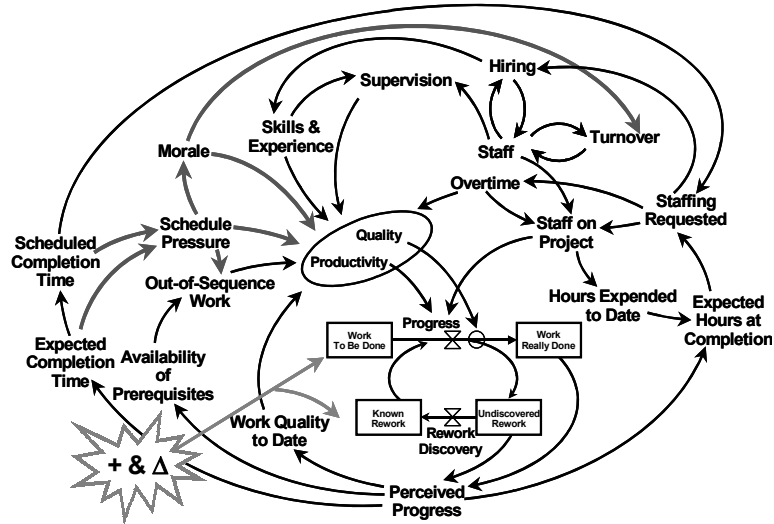 Hiring
Supervision
Skills &
Experience
Turnover
Morale
Staff
Overtime
Staffing
Requested
Schedule
Pressure
Staff on
Project
Scheduled
Completion
Time
Quality
Productivity
Out-of-Sequence
Work
Hours Expended
to Date
Expected
Hours at
Completion
Progress
Work
To Be Done
Work
Really Done
Expected
Completion
Time
Availability
of
Prerequisites
Known
Rework
Undiscovered
Rework
Work Quality
to Date
Rework
Discovery
+ & Δ
Perceived
Progress